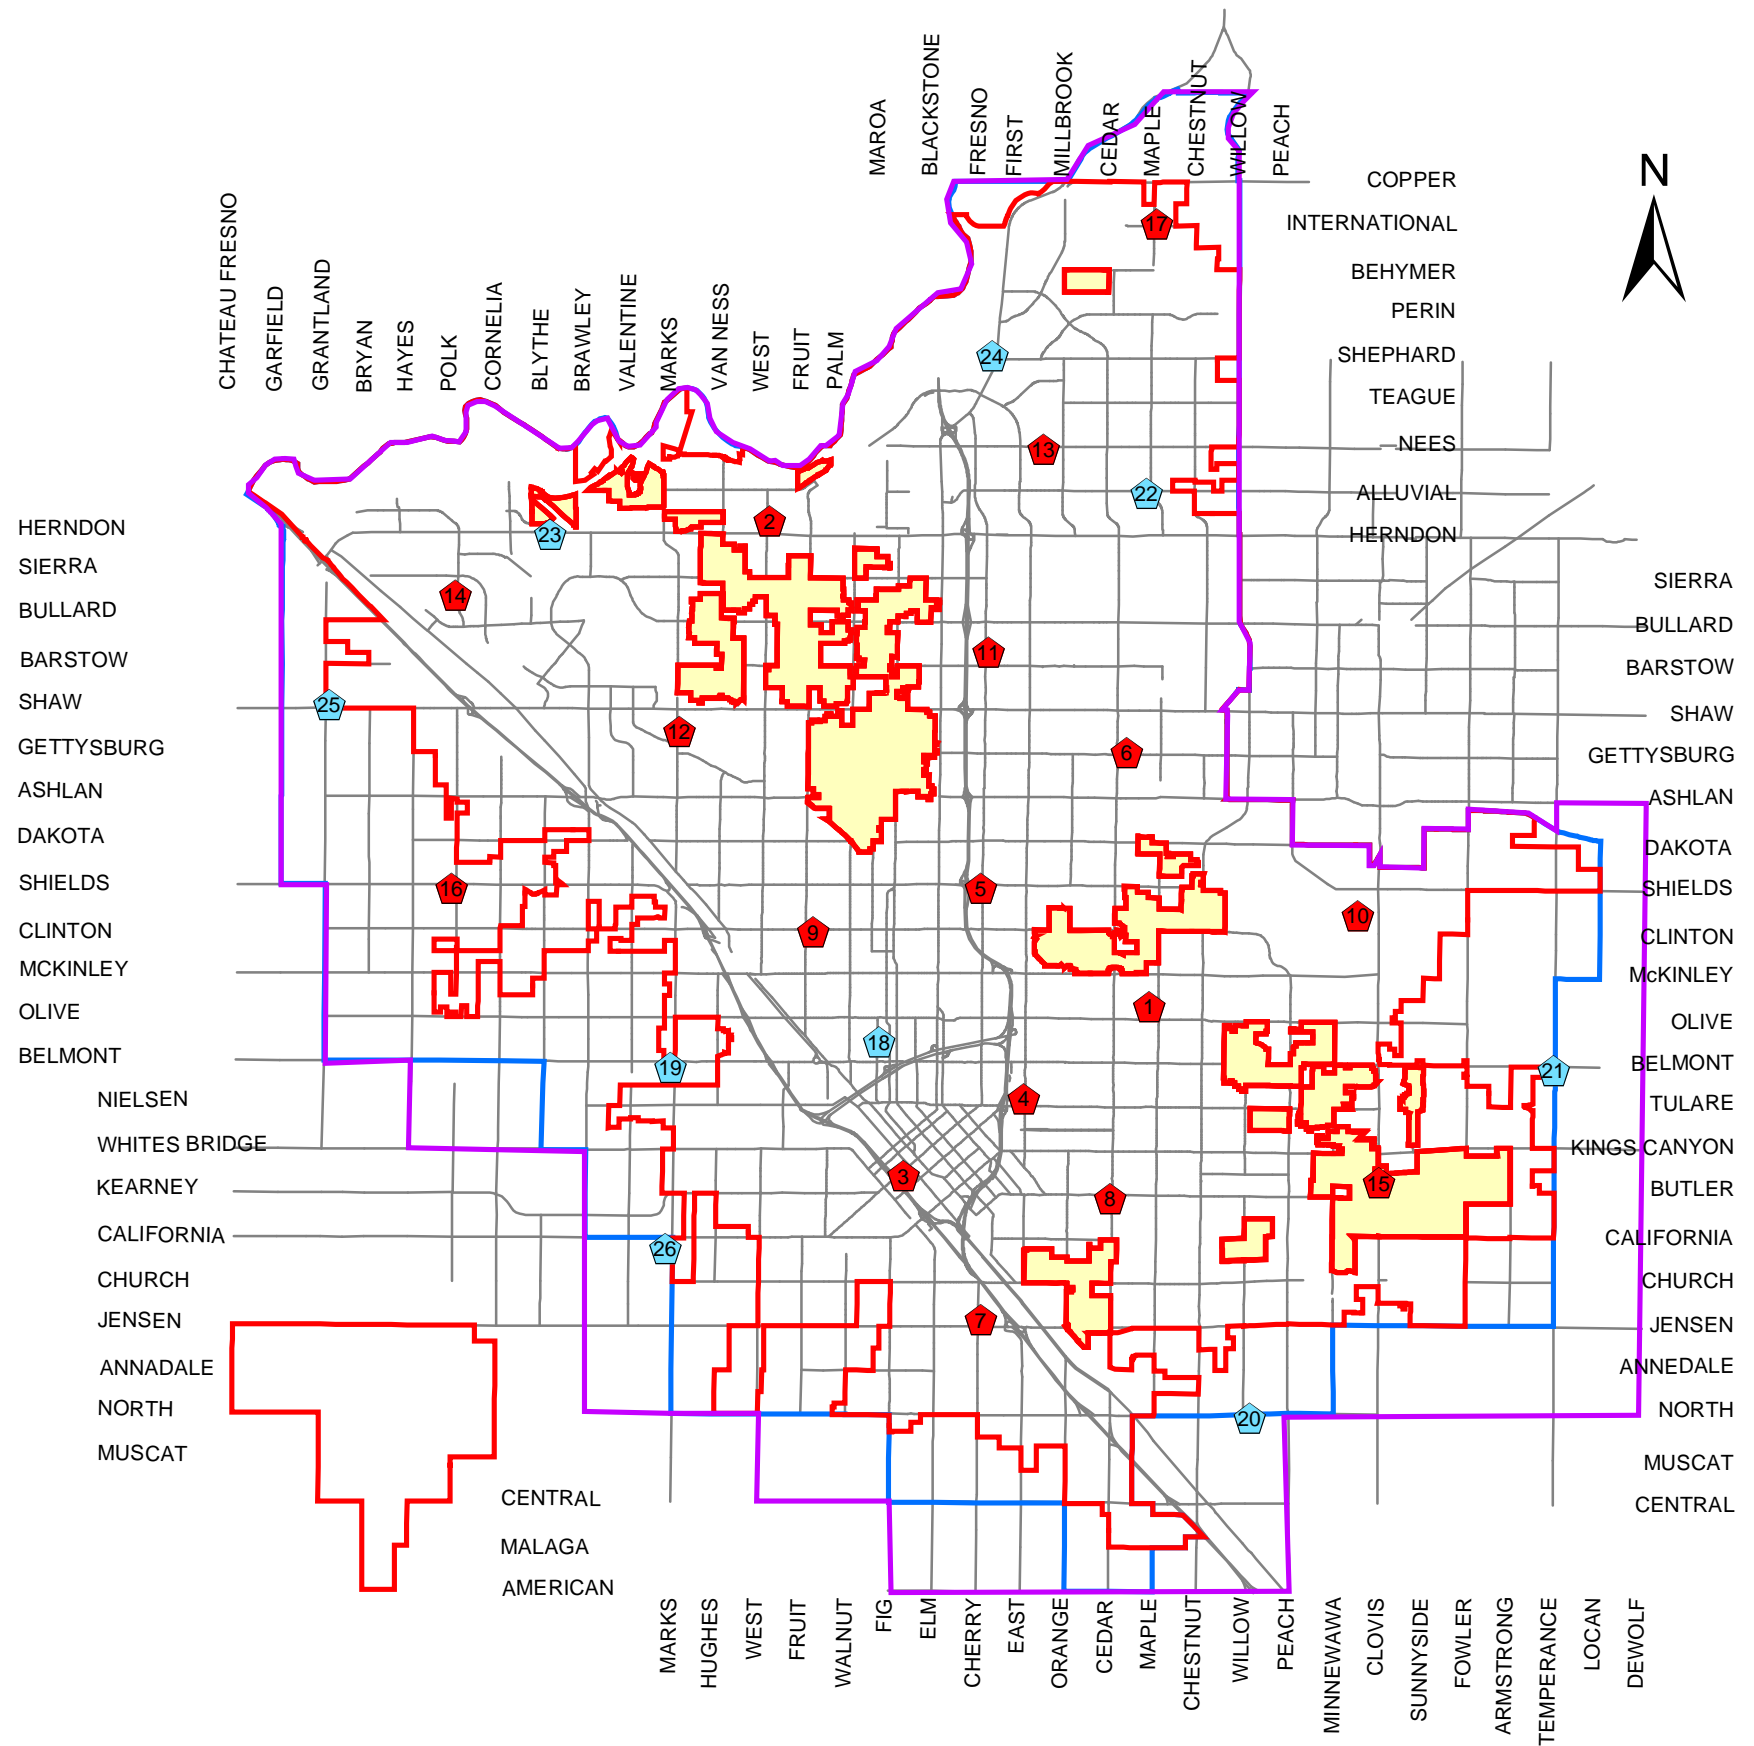 MAROA
BLACKSTONE
FRESNO
FIRST
MILLBROOK
CEDAR
MAPLE
CHESTNUT
WILLOW
PEACH
N
COPPER
INTERNATIONAL
BEHYMER
PERIN
SHEPHARD
TEAGUE
NEES
ALLUVIAL
HERNDON
CHATEAU FRESNO
GARFIELD
GRANTLAND
BRYAN
HAYES
POLK
CORNELIA
BLYTHE
BRAWLEY
VALENTINE
MARKS
VAN NESS
WEST
FRUIT
PALM
HERNDON
SIERRA
BULLARD
BARSTOW
SHAW
GETTYSBURG
ASHLAN
DAKOTA
SHIELDS
CLINTON
MCKINLEY
OLIVE
BELMONT
NIELSEN
WHITES BRIDGE
KEARNEY
CALIFORNIA
CHURCH
JENSEN
ANNADALE
NORTH
MUSCAT
CENTRAL
MALAGA
AMERICAN
SIERRA
BULLARD
BARSTOW
SHAW
GETTYSBURG
ASHLAN
DAKOTA
SHIELDS
CLINTON
McKINLEY
OLIVE
BELMONT
TULARE
KINGS CANYON
BUTLER
CALIFORNIA
CHURCH
JENSEN
ANNEDALE
NORTH
MUSCAT
CENTRAL
17
24
13
22
2
23
14
11
25
12
6
16
5
10
9
1
18
19
21
4
3
15
8
26
7
20
MARKS
HUGHES
WEST
FRUIT
WALNUT
FIG
ELM
CHERRY
EAST
ORANGE
CEDAR
MAPLE
CHESTNUT
WILLOW
PEACH
MINNEWAWA
CLOVIS
SUNNYSIDE
FOWLER
ARMSTRONG
TEMPERANCE
LOCAN
DEWOLF